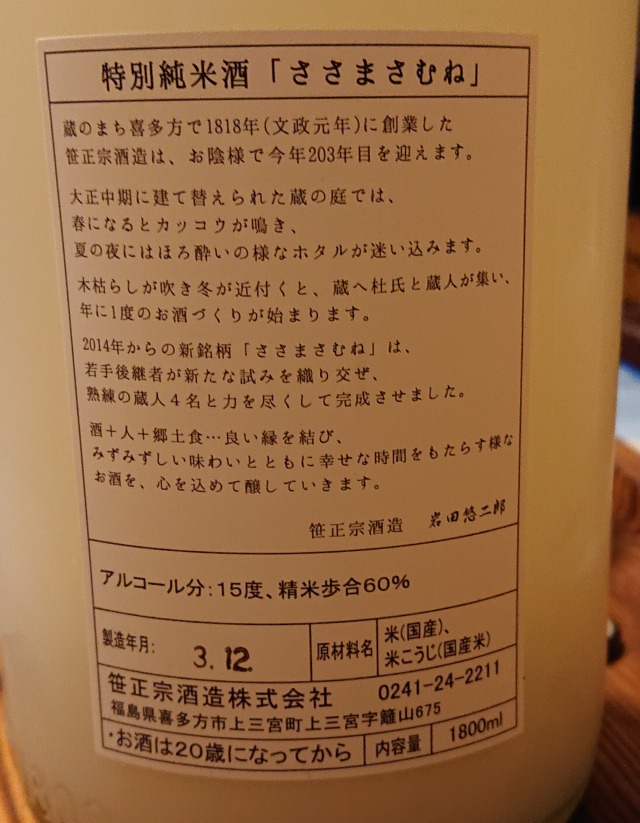 特別純米酒「ささまさむね」
蔵のまち喜多方で1818年(文政元年)に創業した
笹正宗酒造は、お陰様で今年203年目を迎えます。
大正中期に建て替えられた蔵の庭では、
春になるとカッコウが鳴き、
夏の夜にはほろ酔いの様なホタルが迷い込みます。
木枯らしが吹き冬が近付くと、蔵へ杜氏と蔵人が集い、
年に1度のお酒づくりが始まります。
2014年からの新銘柄「ささまさむね」は、
若手後継者が新たな試みを織り交ぜ、
熟練の蔵人4名と力を尽くして完成させました。
酒+人+郷土食…良い縁を結び、
みずみずしい味わいとともに幸せな時間をもたらす様な
お酒を、心を込めて醸していきます。
笹正宗酒造 岩田悠二郎
アルコール分:15度、精米歩合60%
製造年月: 3.12.
原材料名 米(国産)、
米こうじ(国産米)
笹正宗酒造株式会社 0241-24-2211
福島県喜多方市上三宮町上三宮字籬山675
・お酒は20歳になってから 内容量 1800ml